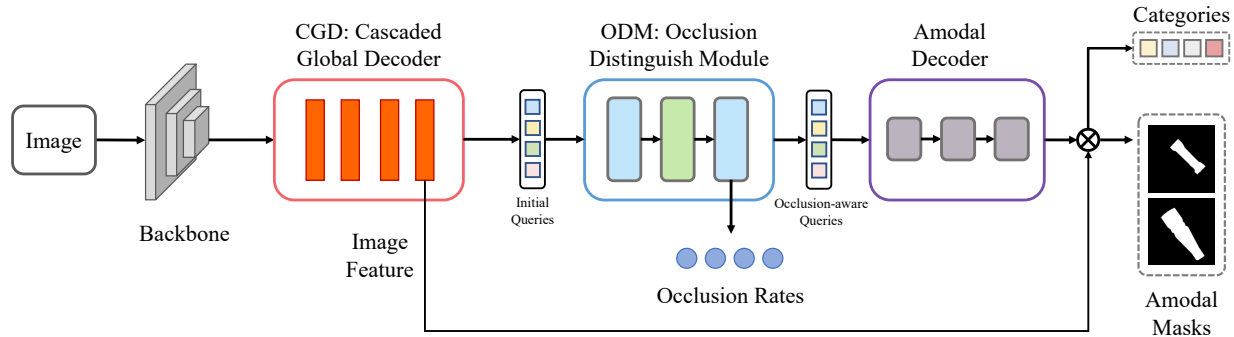 CGD: Cascaded
Global Decoder
ODM: Occlusion
Distinguish Module
Amodal
Decoder
Categories
Image
Backbone
Initial
Queries
Occlusion-aware
Queries
Image
Feature
Occlusion Rates
Amodal
Masks